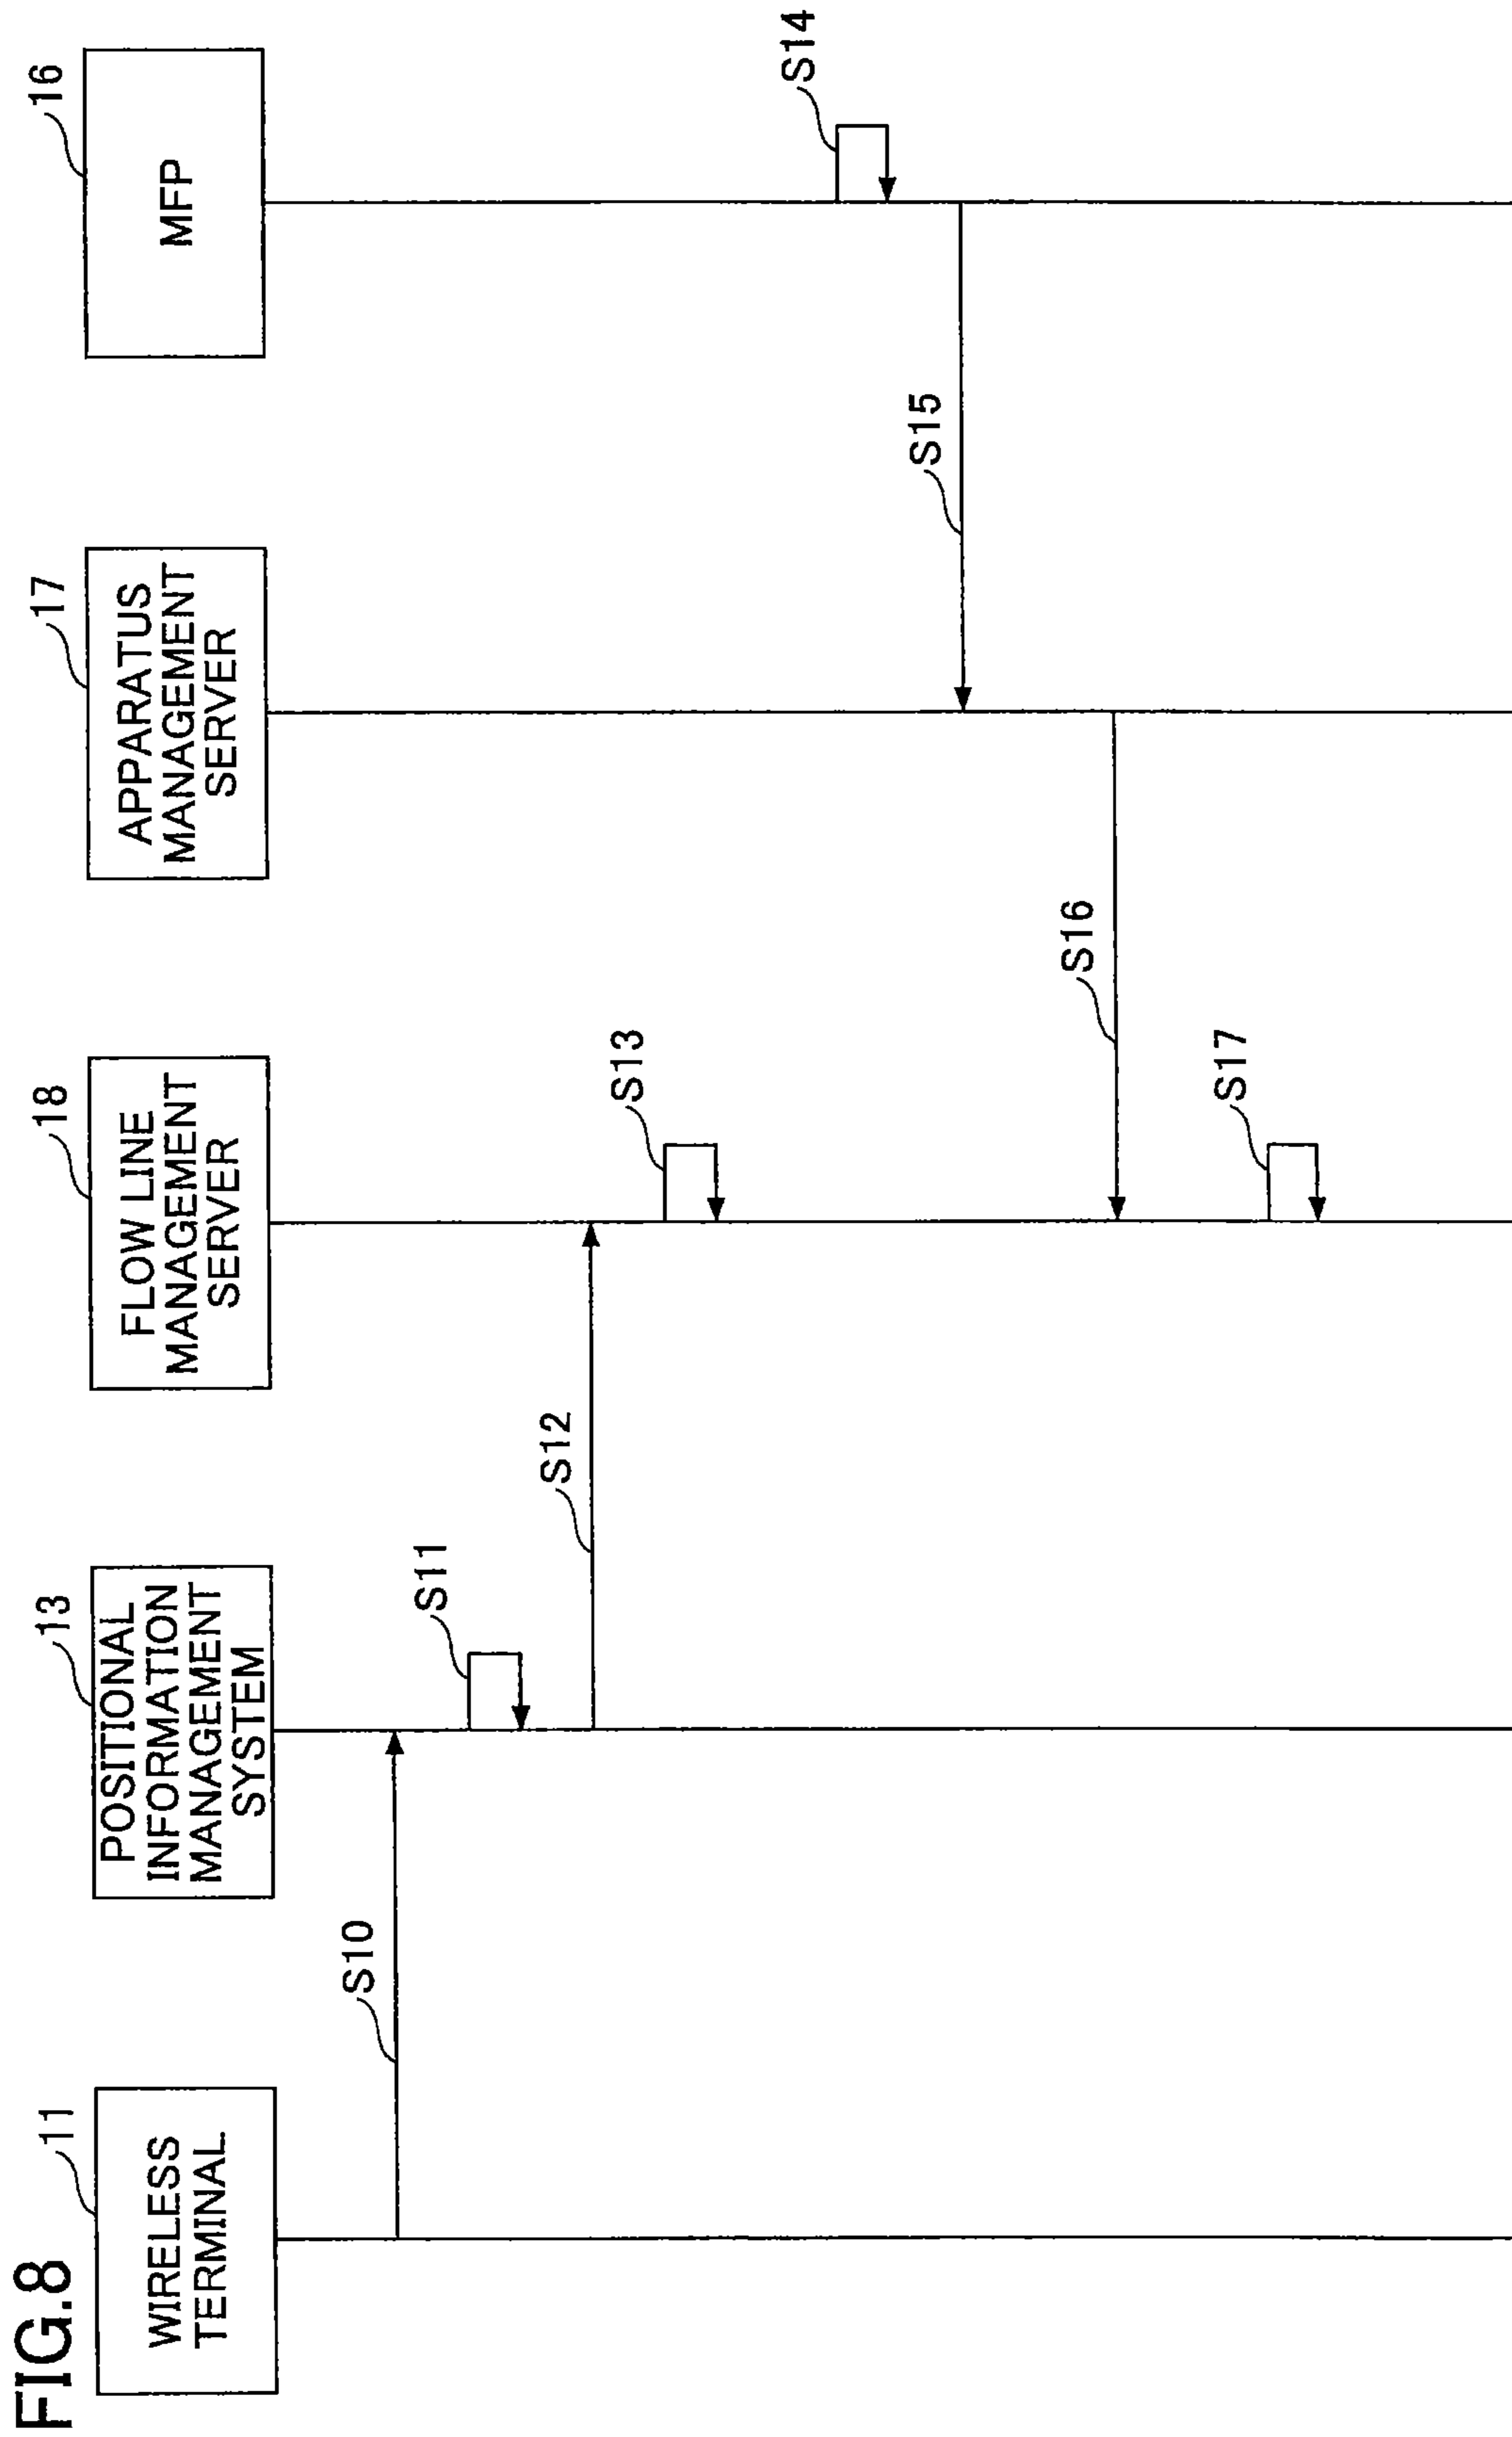 FIG.8
11
WIRELESS
TERMINAL
13
POSITIONAL
INFORMATION
MANAGEMENT
SYSTEM
18
FLOW LINE
MANAGEMENT
SERVER
17
APPARATUS
MANAGEMENT
SERVER
16
MFP
S10
S11
S12
S13
S14
S15
S16
S17